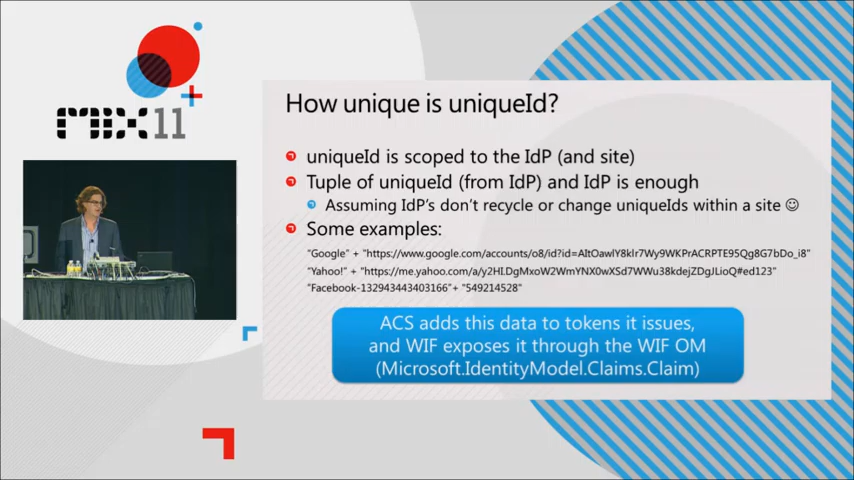 MIX11
How unique is uniqueId?
uniqueId is scoped to the IdP (and site)
Tuple of uniqueId (from IdP) and IdP is enough
Assuming IdP's don't recycle or change uniqueIds within a site ☺
Some examples:
"Google" + "https://www.google.com/accounts/o8/id?id=AItOawlY8klr7Wy9WKPrACRPTE95Qg8G7bDo_i8"
"Yahoo!" + "https://me.yahoo.com/a/y2HI.DgMxoW2WmYNX0wXSd7WWu38kdejZDgJLioQ#ed123"
"Facebook-132943443403166"+ "549214528"
ACS adds this data to tokens it issues,
and WIF exposes it through the WIF OM
(Microsoft.IdentityModel.Claims.Claim)